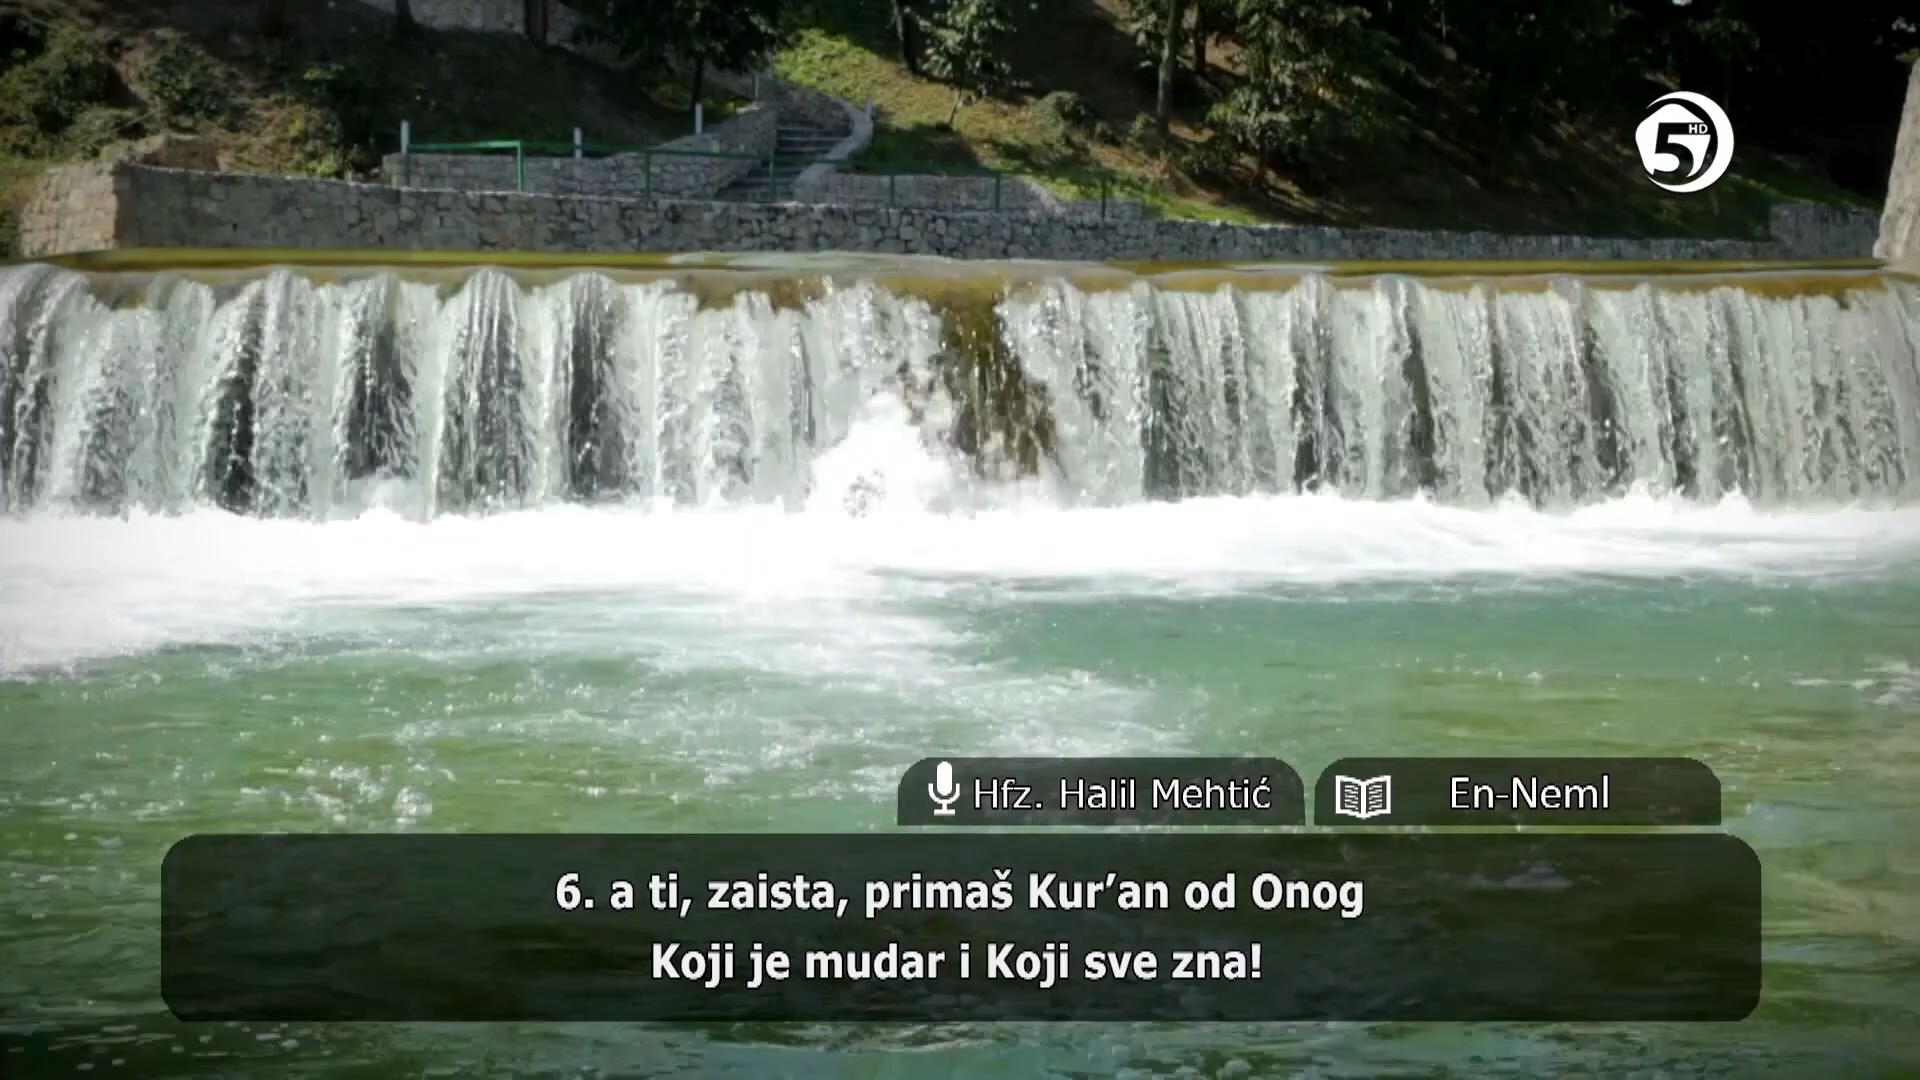 5 HD
Hfz. Halil Mehtić
En-Neml
6. a ti, zaista, primaš Kur’an od Onog
Koji je mudar i Koji sve zna!